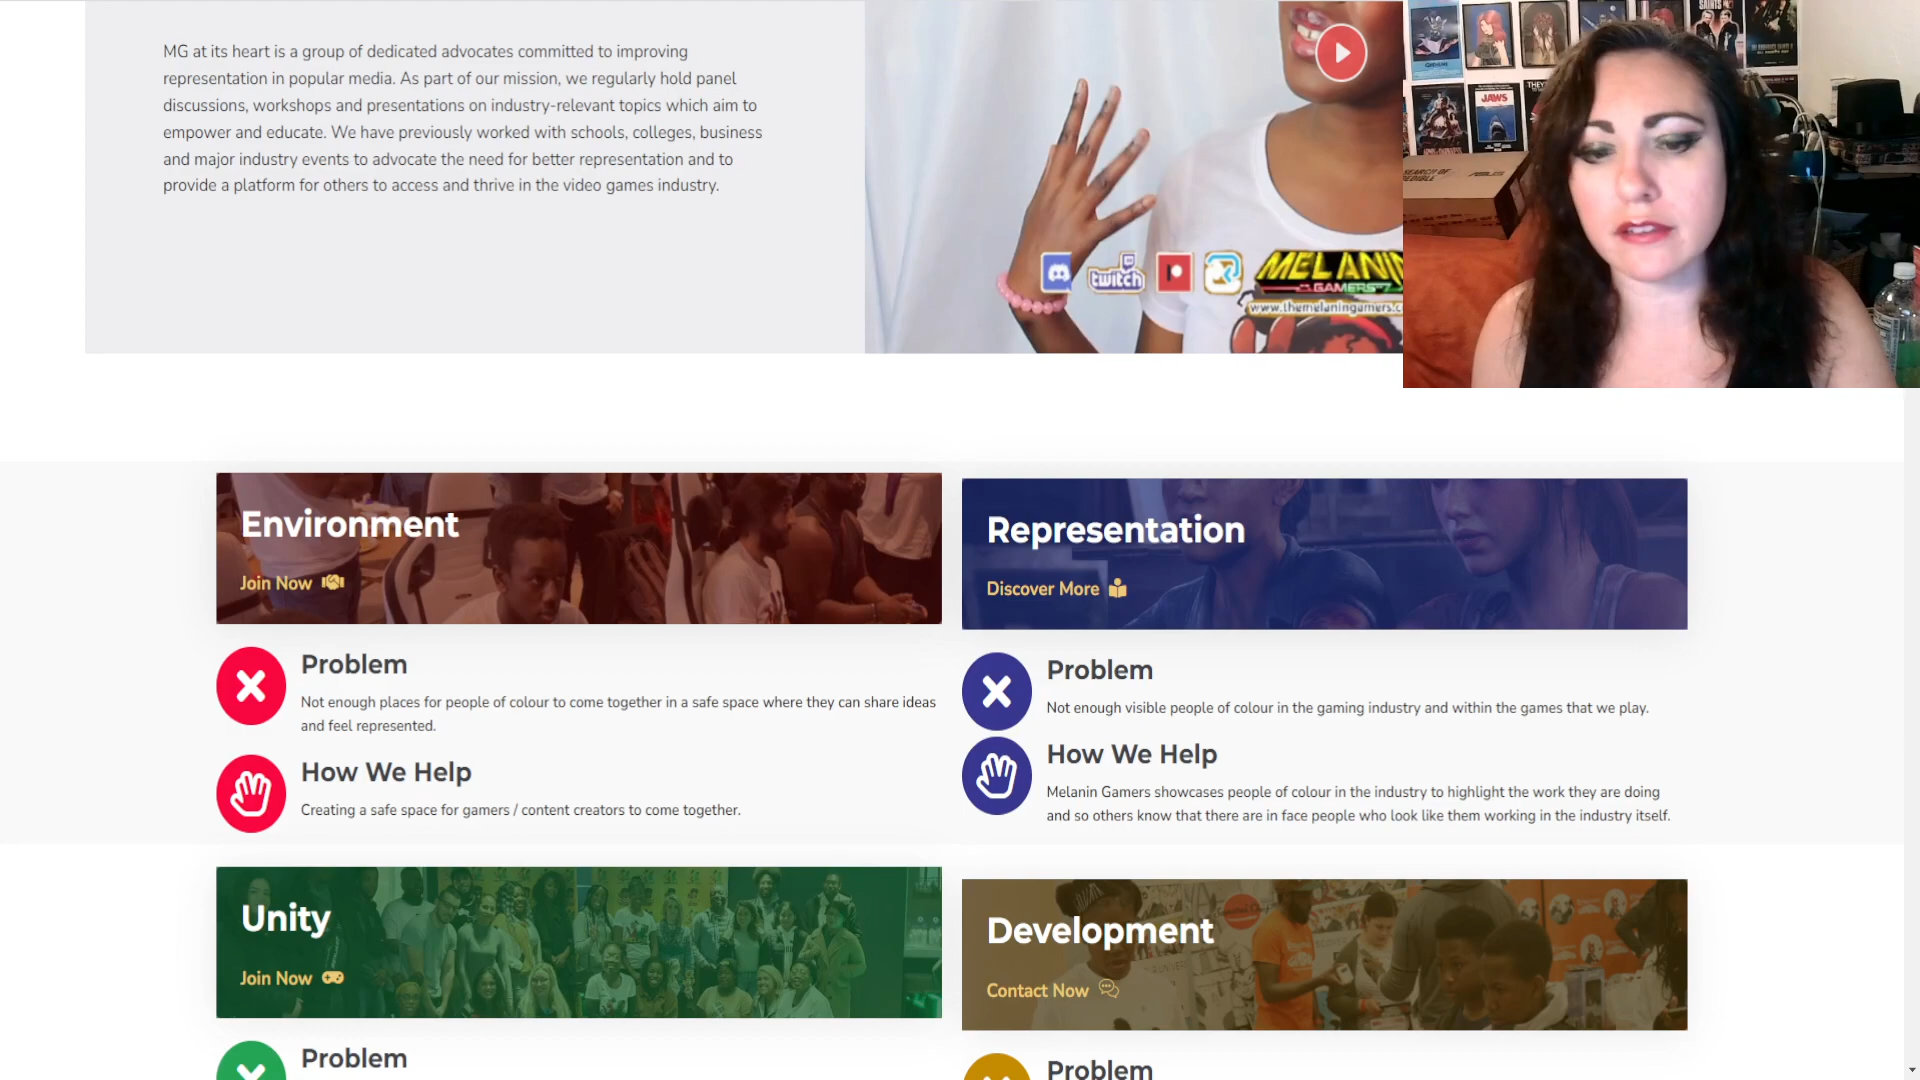 MG at its heart is a group of dedicated advocates committed to improving
representation in popular media. As part of our mission, we regularly hold panel
discussions, workshops and presentations on industry-relevant topics which aim to
empower and educate. We have previously worked with schools, colleges, business
and major industry events to advocate the need for better representation and to
provide a platform for others to access and thrive in the video games industry.
twitch
MELANIN
GAMERS
www.themelaningamers.c
JAWS
Environment
Join Now
Problem
Not enough places for people of colour to come together in a safe space where they can share ideas
and feel represented.
How We Help
Creating a safe space for gamers / content creators to come together.
Representation
Discover More
Problem
Not enough visible people of colour in the gaming industry and within the games that we play.
How We Help
Melanin Gamers showcases people of colour in the industry to highlight the work they are doing
and so others know that there are in face people who look like them working in the industry itself.
Unity
Join Now
Problem
Development
Contact Now
Problem